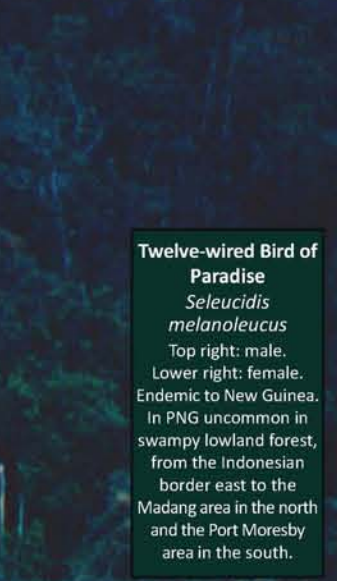 Twelve-wired Bird of
Paradise
Seleucidis
melanoleucus
Top right: male.
Lower right: female.
Endemic to New Guinea.
In PNG uncommon in
swampy lowland forest,
from the Indonesian
border east to the
Madang area in the north
and the Port Moresby
area in the south.